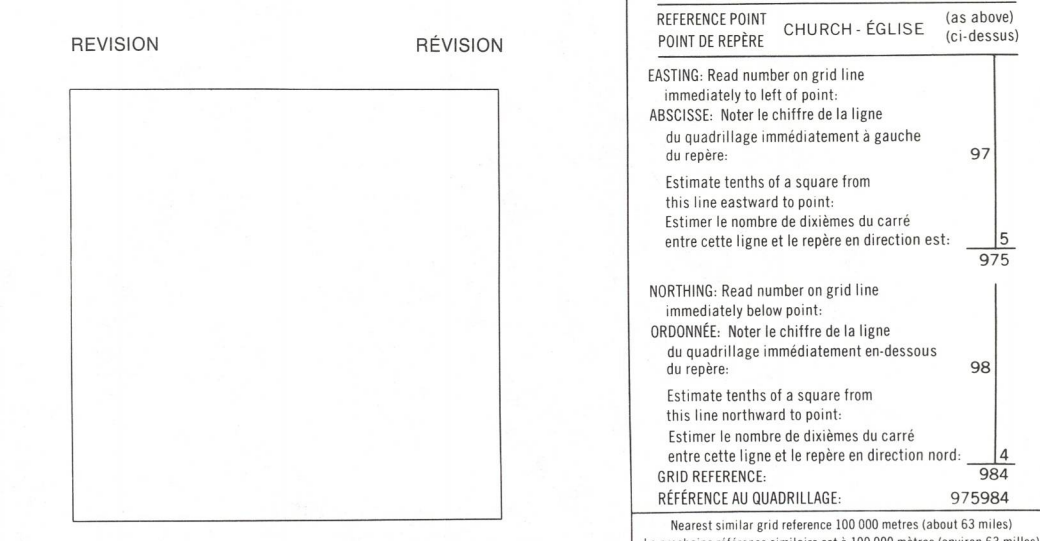 REVISION RÉVISION
REFERENCE POINT
POINT DE REPÈRE
CHURCH - ÉGLISE
(as above)
(ci-dessus)
EASTING: Read number on grid line
immediately to left of point:
ABSCISSE: Noter le chiffre de la ligne
du quadrillage immédiatement à gauche
du repère: 97
Estimate tenths of a square from
this line eastward to point:
Estimer le nombre de dixièmes du carré
entre cette ligne et le repère en direction est: 5
975
NORTHING: Read number on grid line
immediately below point:
ORDONNÉE: Noter le chiffre de la ligne
du quadrillage immédiatement en-dessous
du repère: 98
Estimate tenths of a square from
this line northward to point:
Estimer le nombre de dixièmes du carré
entre cette ligne et le repère en direction nord: 4
GRID REFERENCE: 984
RÉFÉRENCE AU QUADRILLAGE: 975984
Nearest similar grid reference 100 000 metres (about 63 miles)